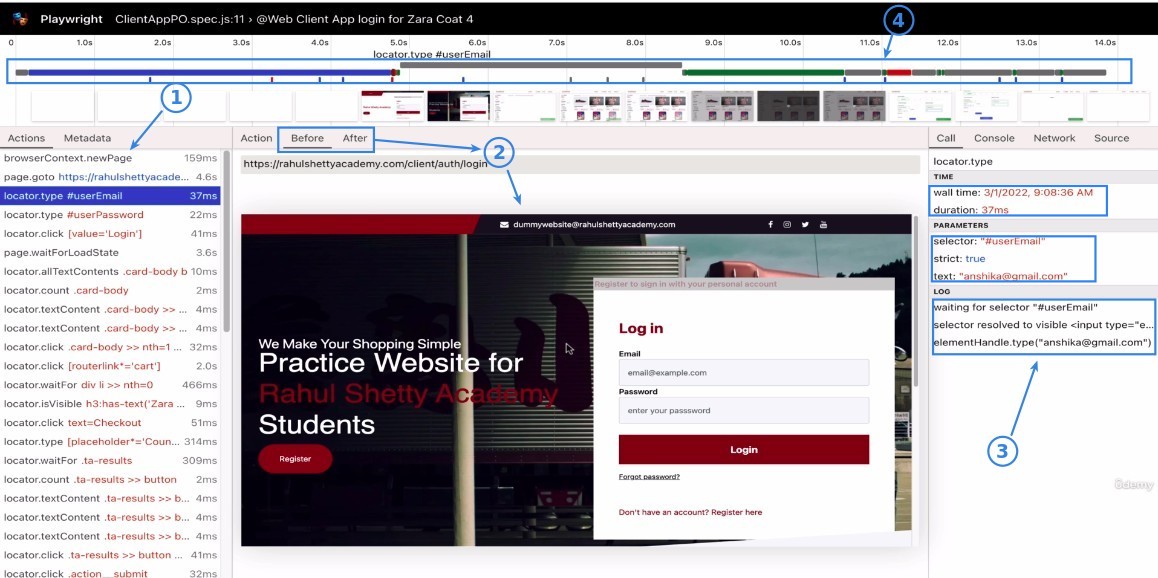 Playwright ClientAppPO.spec.js:11 › @Web Client App login for Zara Coat 4
4
0 1.0s 2.0s 3.0s 4.0s 5.0s 6.0s 7.0s 8.0s 9.0s 10.0s 11.0s 12.0s 13.0s 14.0s
locator.type #userEmail
1
Actions Metadata
browserContext.newPage 159ms
page.goto https://rahulshettyacade... 4.6s
locator.type #userEmail 37ms
locator.type #userPassword 22ms
locator.click [value='Login'] 41ms
page.waitForLoadState 3.6s
locator.allTextContents .card-body b 10ms
locator.count .card-body 2ms
locator.textContent .card-body >> ... 4ms
locator.textContent .card-body >> ... 4ms
locator.click .card-body >> nth=1 ... 32ms
locator.click [routerlink*='cart'] 2.0s
locator.waitFor div li >> nth=0 466ms
locator.isVisible h3:has-text('Zara ... 9ms
locator.click text=Checkout 51ms
locator.type [placeholder*='Coun... 314ms
locator.waitFor .ta-results 309ms
locator.count .ta-results >> button 2ms
locator.textContent .ta-results >> b... 4ms
locator.textContent .ta-results >> b... 4ms
locator.textContent .ta-results >> b... 4ms
locator.click .ta-results >> button ... 41ms
locator.click .action__submit 32ms
Action Before After
2
https://rahulshettyacademy.com/client/auth/login
dummywebsite@rahulshettyacademy.com
We Make Your Shopping Simple
Practice Website for
Rahul Shetty Academy
Students
Register
Register to sign in with your personal account
Log in
Email
email@example.com
Password
enter your passsword
Login
Forgot password?
Don't have an account? Register here
Call Console Network Source
locator.type
TIME
wall time: 3/1/2022, 9:08:36 AM
duration: 37ms
PARAMETERS
selector: "#userEmail"
strict: true
text: "anshika@gmail.com"
LOG
waiting for selector "#userEmail"
selector resolved to visible <input type="e...
elementHandle.type("anshika@gmail.com")
3
ûdemy